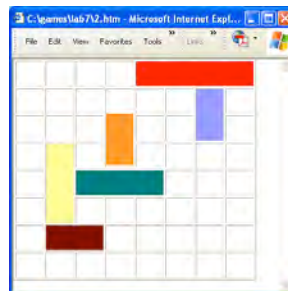 C:\games\lab7\2.htm - Microsoft Internet Expl...
File Edit View Favorites Tools » Links »